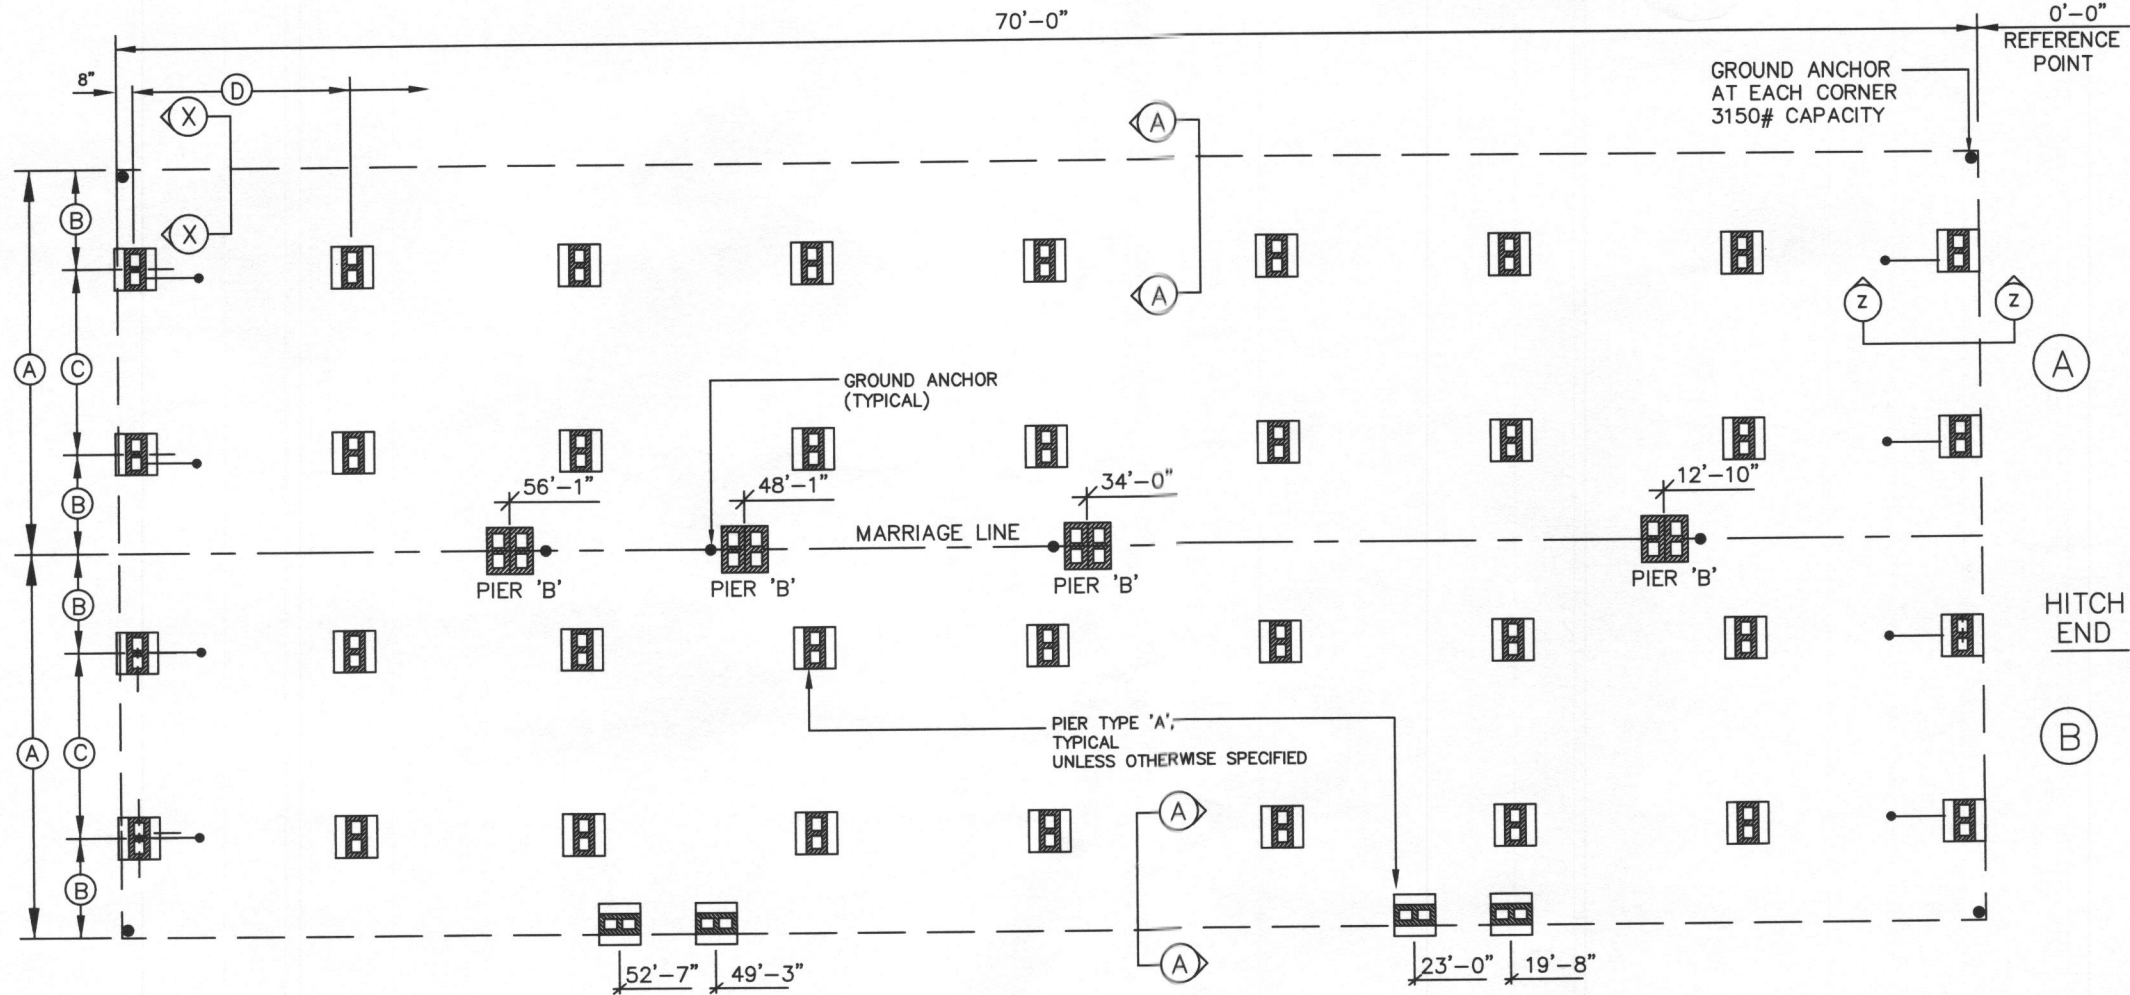 70'-0"
0'-0"
REFERENCE
POINT
8"
D
GROUND ANCHOR
AT EACH CORNER
3150# CAPACITY
X
A
B
X
A
Z
Z
A
C
A
GROUND ANCHOR
(TYPICAL)
56'-1"
48'-1"
34'-0"
12'-10"
B
MARRIAGE LINE
PIER 'B'
PIER 'B'
PIER 'B'
PIER 'B'
B
HITCH
END
PIER TYPE 'A',
TYPICAL
UNLESS OTHERWISE SPECIFIED
A
C
B
A
B
A
52'-7"
49'-3"
23'-0"
19'-8"